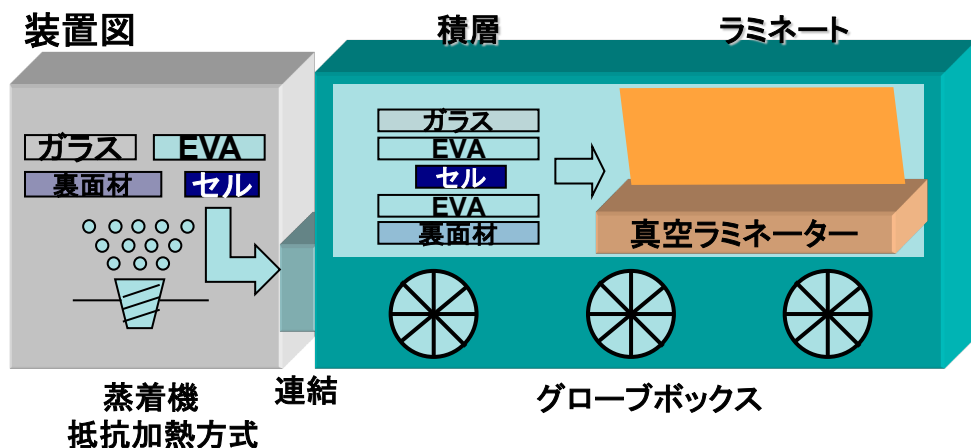 装置図
積層
ラミネート
ガラス
EVA
裏面材
セル
ガラス
EVA
セル
EVA
裏面材
真空ラミネーター
連結
蒸着機
抵抗加熱方式
グローブボックス